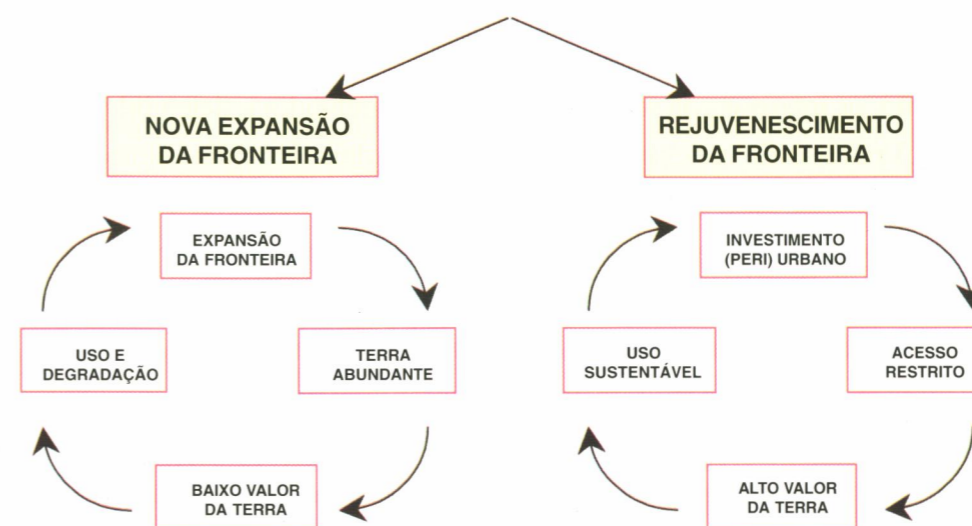 NOVA EXPANSÃO
DA FRONTEIRA
EXPANSÃO
DA FRONTEIRA
TERRA
ABUNDANTE
BAIXO VALOR
DA TERRA
USO E
DEGRADAÇÃO
REJUVENESCIMENTO
DA FRONTEIRA
INVESTIMENTO
(PERI) URBANO
ACESSO
RESTRITO
ALTO VALOR
DA TERRA
USO
SUSTENTÁVEL